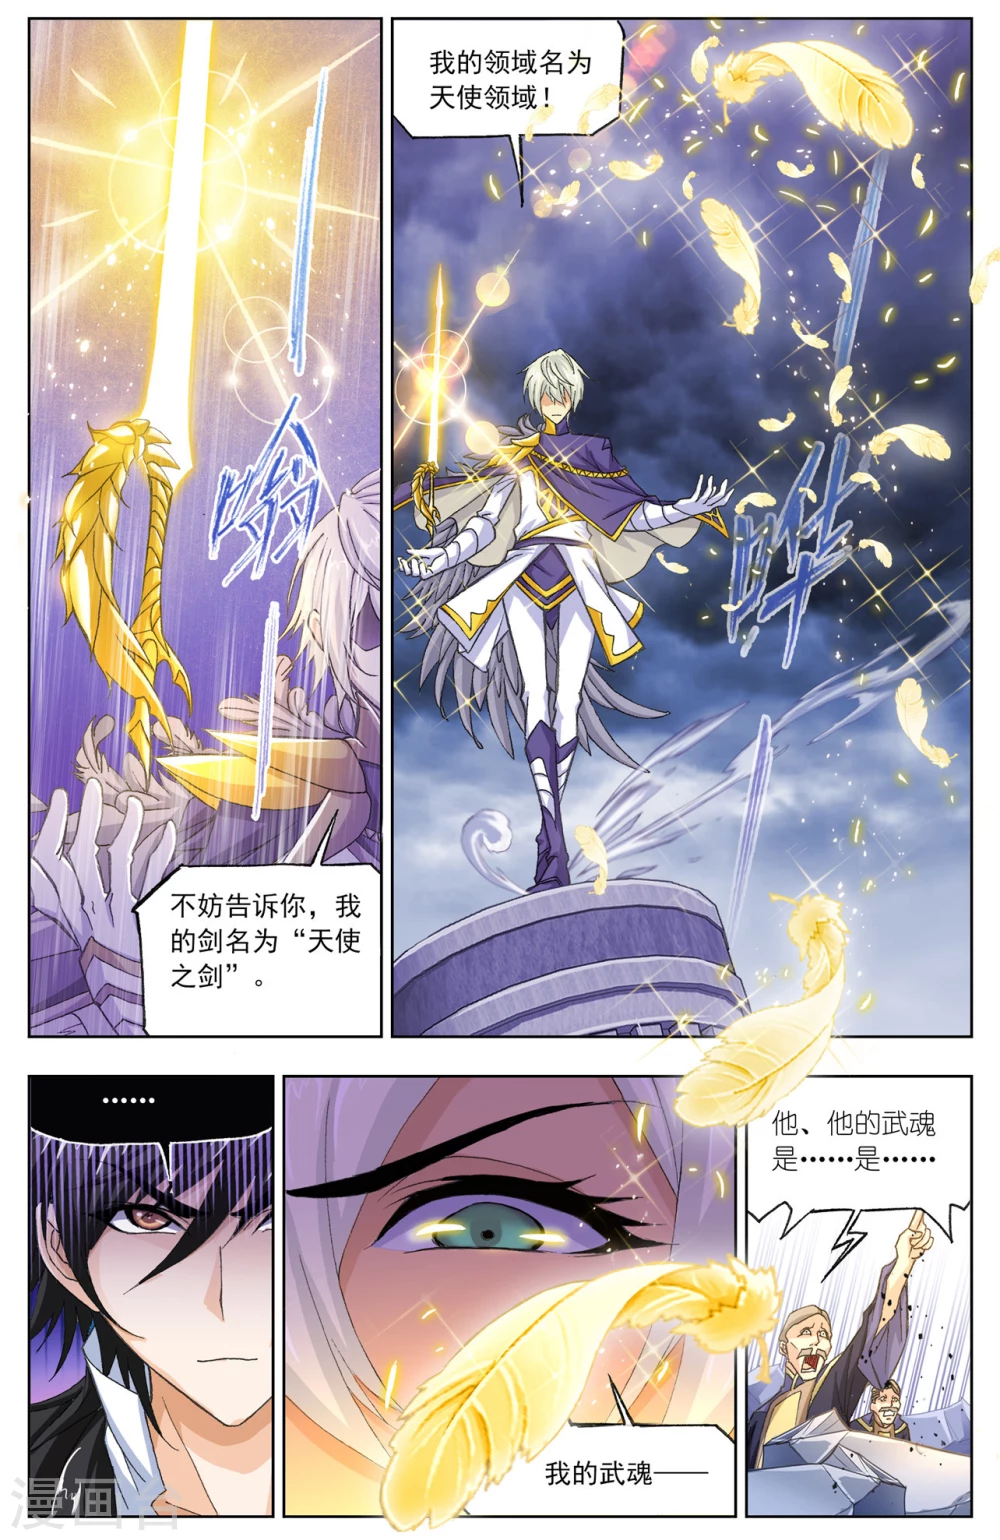 不妨告诉你，我
的剑名为“天使
之剑”。
嗡
我的领域名为
天使领域！
哗
……
我的武魂——
他、他的武魂
是……是……
漫画台